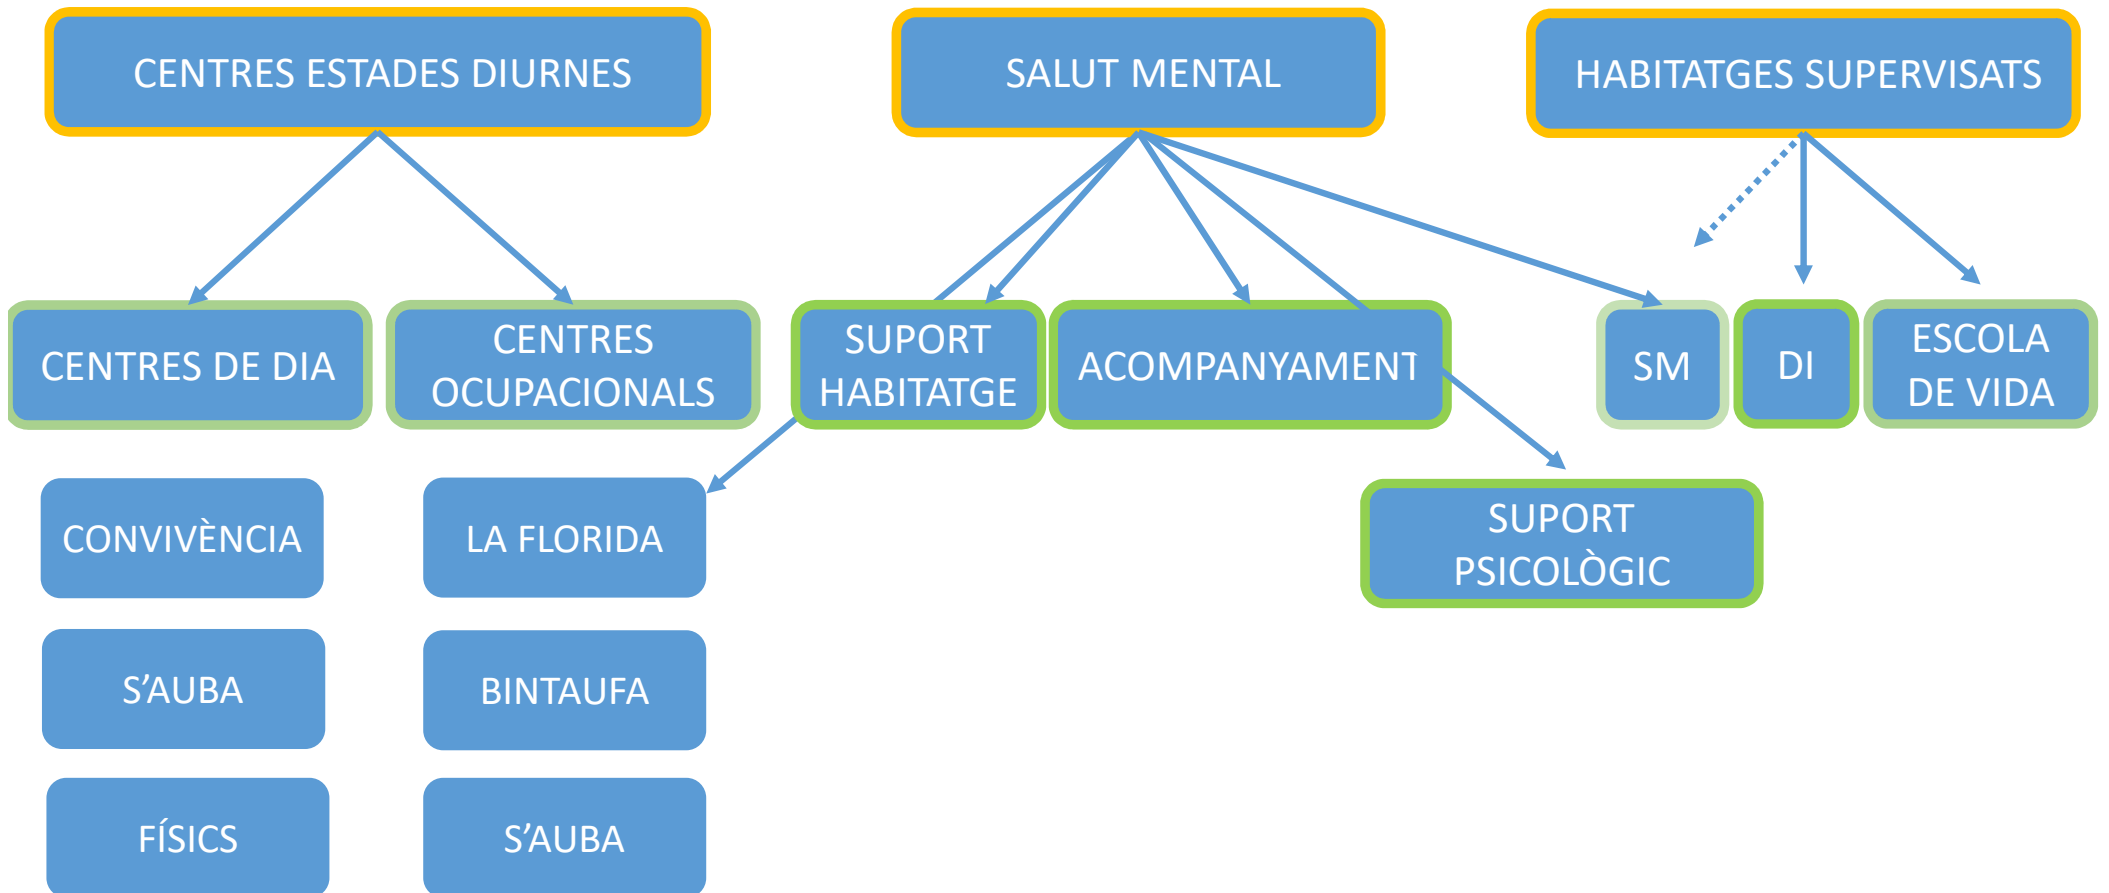 CENTRES ESTADES DIURNES
SALUT MENTAL
HABITATGES SUPERVISATS
CENTRES DE DIA
CENTRES
OCUPACIONALS
SUPORT
HABITATGE
ACOMPANYAMENT
SM
DI
ESCOLA
DE VIDA
CONVIVÈNCIA
LA FLORIDA
SUPORT
PSICOLÒGIC
S’AUBA
BINTAUFA
FÍSICS
S’AUBA